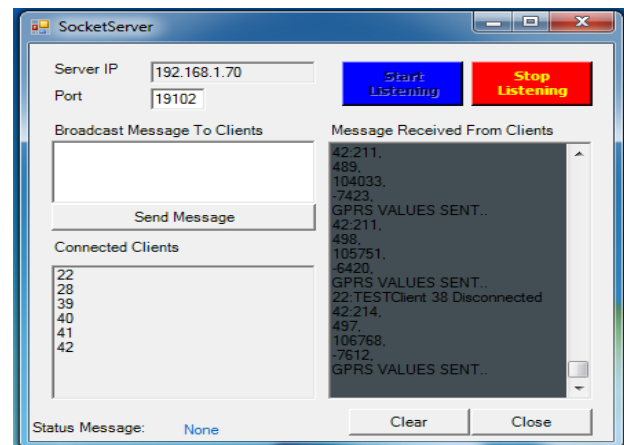 SocketServer
Server IP
192.168.1.70
Start
Listening
Stop
Listening
Port
19102
Broadcast Message To Clients
Send Message
Connected Clients
22
28
39
40
41
42
Message Received From Clients
42:211,
489,
104033,
-7423,
GPRS VALUES SENT..
42:211,
498,
105751,
-6420,
GPRS VALUES SENT..
22:TESTClient 38 Disconnected
42:214,
497,
106768,
-7612,
GPRS VALUES SENT..
Status Message:
None
Clear
Close